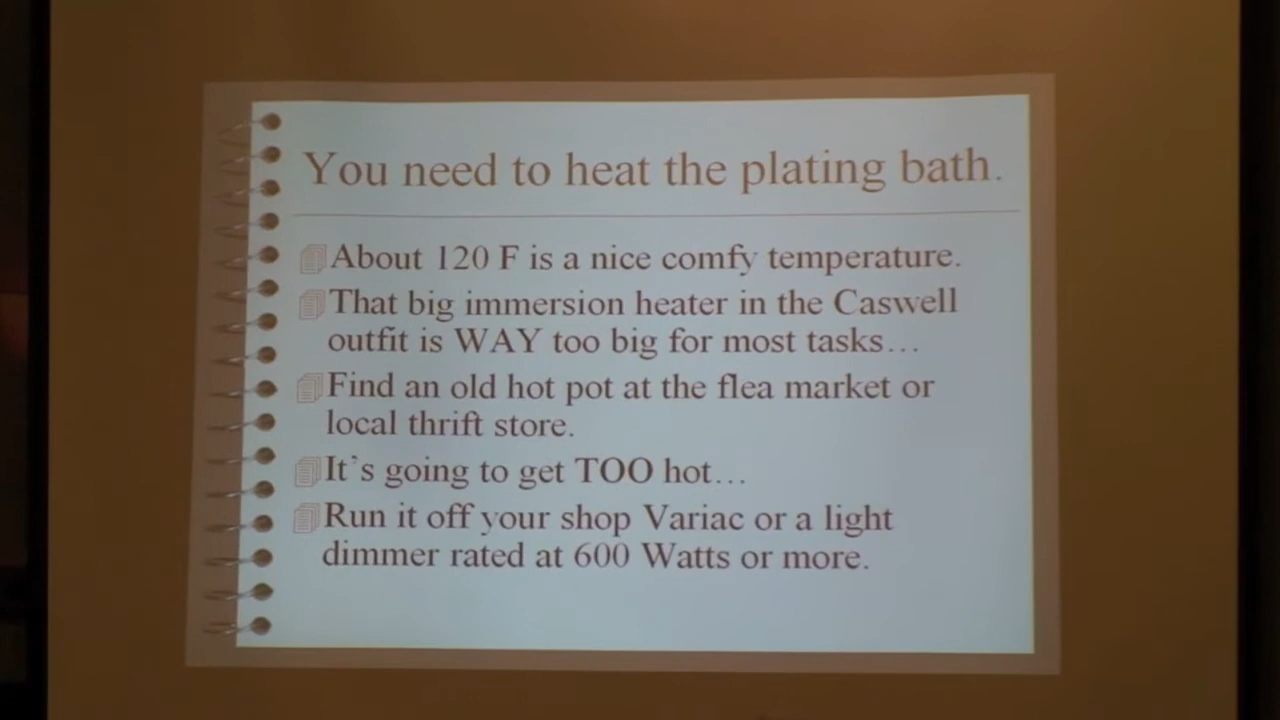 You need to heat the plating bath.
About 120 F is a nice comfy temperature.
That big immersion heater in the Caswell
outfit is WAY too big for most tasks…
Find an old hot pot at the flea market or
local thrift store.
It's going to get TOO hot…
Run it off your shop Variac or a light
dimmer rated at 600 Watts or more.